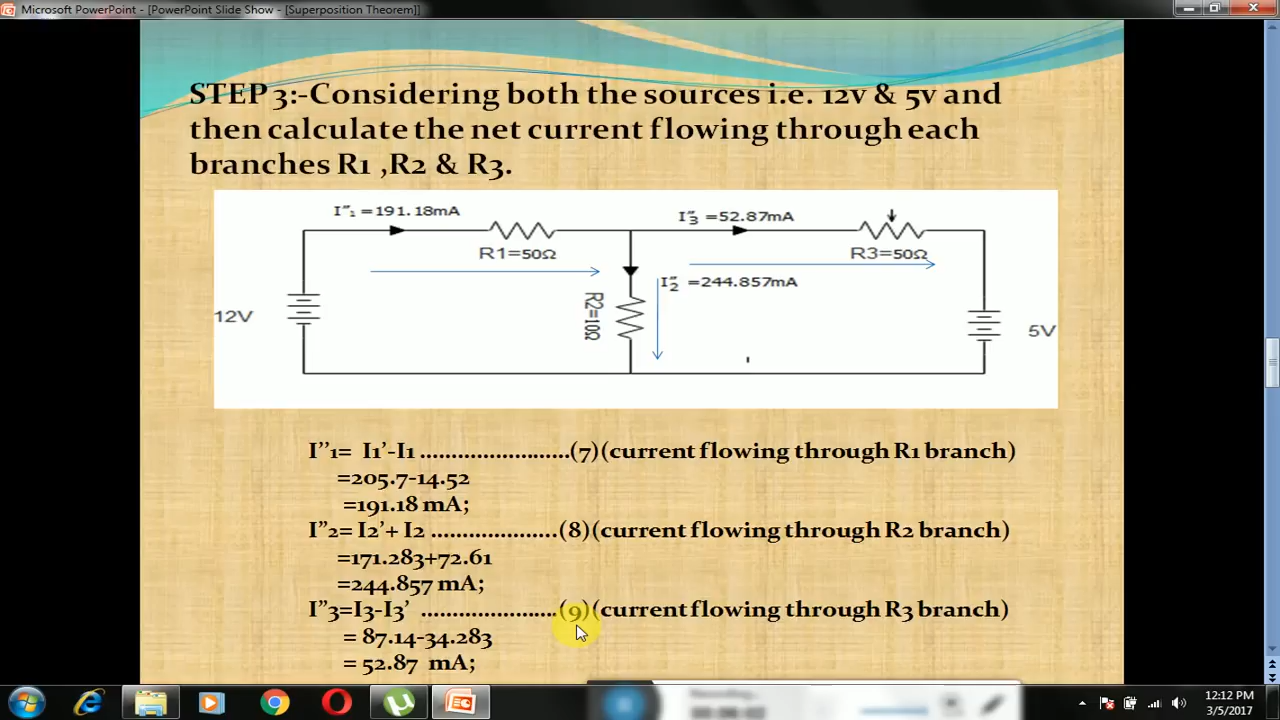 Microsoft PowerPoint - [PowerPoint Slide Show - [Superposition Theorem]]
STEP 3:-Considering both the sources i.e. 12v & 5v and
then calculate the net current flowing through each
branches R1 ,R2 & R3.
I"1 =191.18mA
I"3 =52.87mA
R1=50Ω
R3=50Ω
I"2 =244.857mA
R2=10Ω
12V
5V
I’’1= I1’-I1 ........................(7)(current flowing through R1 branch)
=205.7-14.52
=191.18 mA;
I”2= I2’+ I2 ....................(8)(current flowing through R2 branch)
=171.283+72.61
=244.857 mA;
I”3=I3-I3’ ......................(9)(current flowing through R3 branch)
= 87.14-34.283
= 52.87 mA;
12:12 PM
3/5/2017